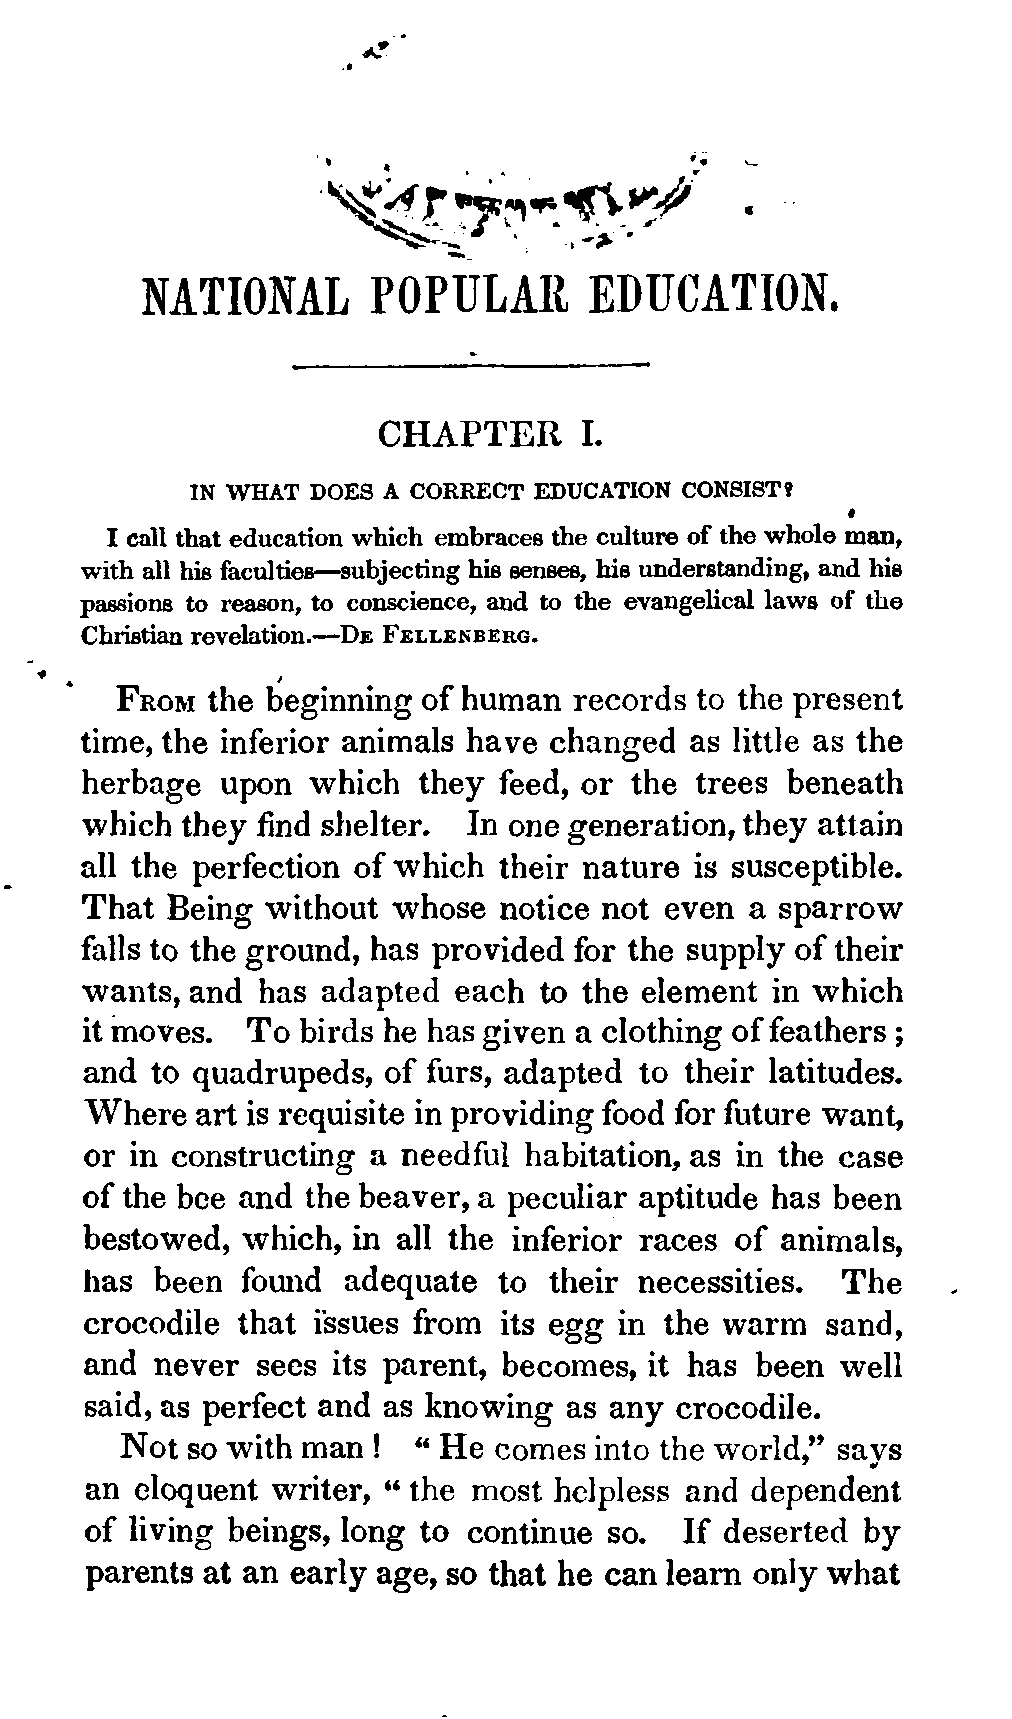 NATIONAL POPULAR EDUCATION.
CHAPTER I.
IN WHAT DOES A CORRECT EDUCATION CONSIST?
I call that education which embraces the culture of the whole man,
with all his faculties—subjecting his senses, his understanding, and his
passions to reason, to conscience, and to the evangelical laws of the
Christian revelation.—DE FELLENBERG.
FROM the beginning of human records to the present
time, the inferior animals have changed as little as the
herbage upon which they feed, or the trees beneath
which they find shelter. In one generation, they attain
all the perfection of which their nature is susceptible.
That Being without whose notice not even a sparrow
falls to the ground, has provided for the supply of their
wants, and has adapted each to the element in which
it moves. To birds he has given a clothing of feathers ;
and to quadrupeds, of furs, adapted to their latitudes.
Where art is requisite in providing food for future want,
or in constructing a needful habitation, as in the case
of the bee and the beaver, a peculiar aptitude has been
bestowed, which, in all the inferior races of animals,
has been found adequate to their necessities. The
crocodile that issues from its egg in the warm sand,
and never sees its parent, becomes, it has been well
said, as perfect and as knowing as any crocodile.
Not so with man ! “ He comes into the world,” says
an eloquent writer, “ the most helpless and dependent
of living beings, long to continue so. If deserted by
parents at an early age, so that he can learn only what